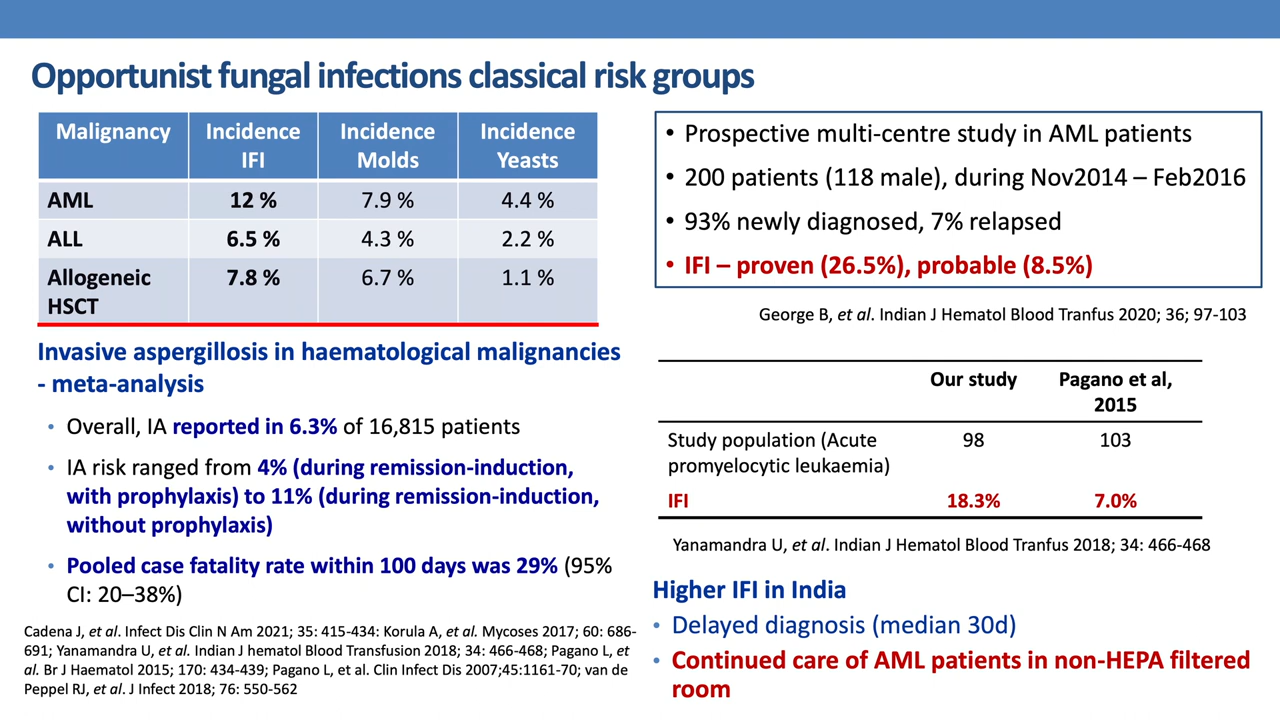 Opportunist fungal infections classical risk groups
Malignancy Incidence IFI Incidence Molds Incidence Yeasts
AML 12 % 7.9 % 4.4 %
ALL 6.5 % 4.3 % 2.2 %
Allogeneic HSCT 7.8 % 6.7 % 1.1 %
Invasive aspergillosis in haematological malignancies
- meta-analysis
• Overall, IA reported in 6.3% of 16,815 patients
• IA risk ranged from 4% (during remission-induction,
with prophylaxis) to 11% (during remission-induction,
without prophylaxis)
• Pooled case fatality rate within 100 days was 29% (95%
CI: 20–38%)
Cadena J, et al. Infect Dis Clin N Am 2021; 35: 415-434: Korula A, et al. Mycoses 2017; 60: 686-
691; Yanamandra U, et al. Indian J hematol Blood Transfusion 2018; 34: 466-468; Pagano L, et
al. Br J Haematol 2015; 170: 434-439; Pagano L, et al. Clin Infect Dis 2007;45:1161-70; van de
Peppel RJ, et al. J Infect 2018; 76: 550-562
• Prospective multi-centre study in AML patients
• 200 patients (118 male), during Nov2014 – Feb2016
• 93% newly diagnosed, 7% relapsed
• IFI – proven (26.5%), probable (8.5%)
George B, et al. Indian J Hematol Blood Tranfus 2020; 36; 97-103
Our study Pagano et al,
2015
Study population (Acute 98 103
promyelocytic leukaemia)
IFI 18.3% 7.0%
Yanamandra U, et al. Indian J Hematol Blood Tranfus 2018; 34: 466-468
Higher IFI in India
• Delayed diagnosis (median 30d)
• Continued care of AML patients in non-HEPA filtered
room